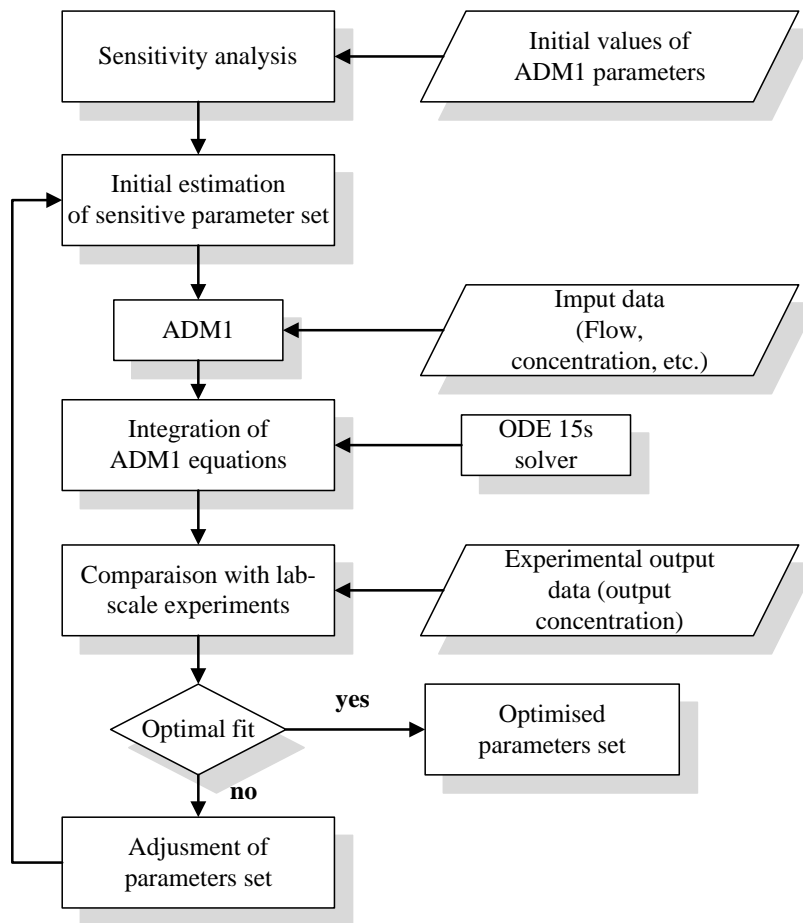 Sensitivity analysis
Initial values of
ADM1 parameters
Initial estimation
of sensitive parameter set
ADM1
Imput data
(Flow,
concentration, etc.)
Integration of
ADM1 equations
ODE 15s
solver
Comparaison with lab-
scale experiments
Experimental output
data (output
concentration)
Optimal fit
yes
Optimised
parameters set
no
Adjusment of
parameters set